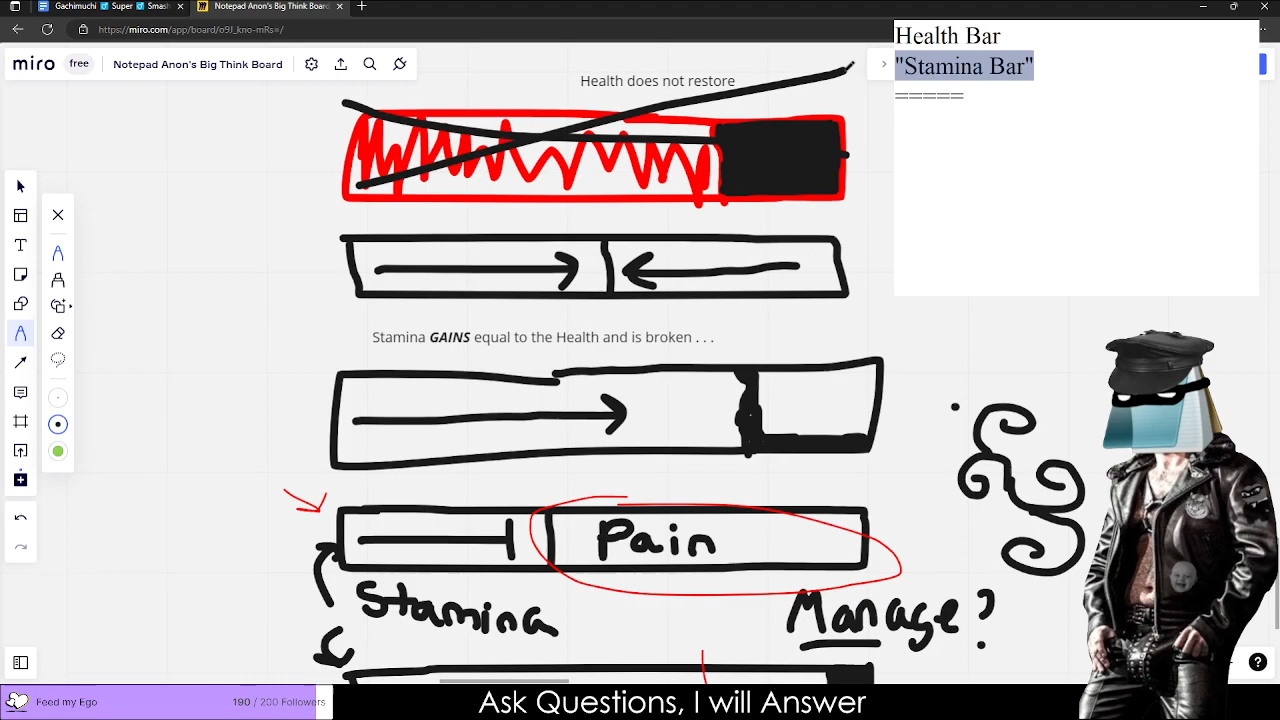 Gachimuchi Super Smash
Notepad Anon's Big Think Board
https://miro.com/app/board/o9J_kno-mRs=/
miro free Notepad Anon's Big Think Board
Health Bar
"Stamina Bar"
=====
Health does not restore
Stamina GAINS equal to the Health and is broken . . .
Pain
Stamina
Manage?
Feed my Ego
190 / 200 Followers
Ask Questions, I will Answer